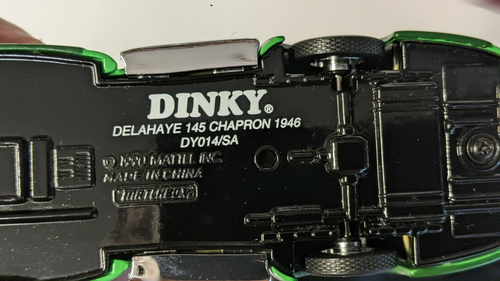 DINKY®
DELAHAYE 145 CHAPRON 1946
DY014/SA
© 1990 MATTEL INC.
MADE IN CHINA
MATCHBOX®